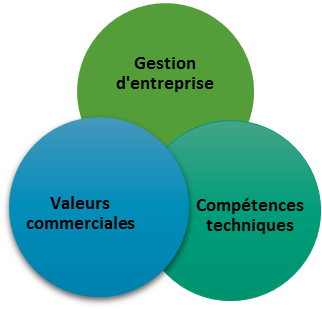 Gestion
d'entreprise
Valeurs
commerciales
Compétences
techniques